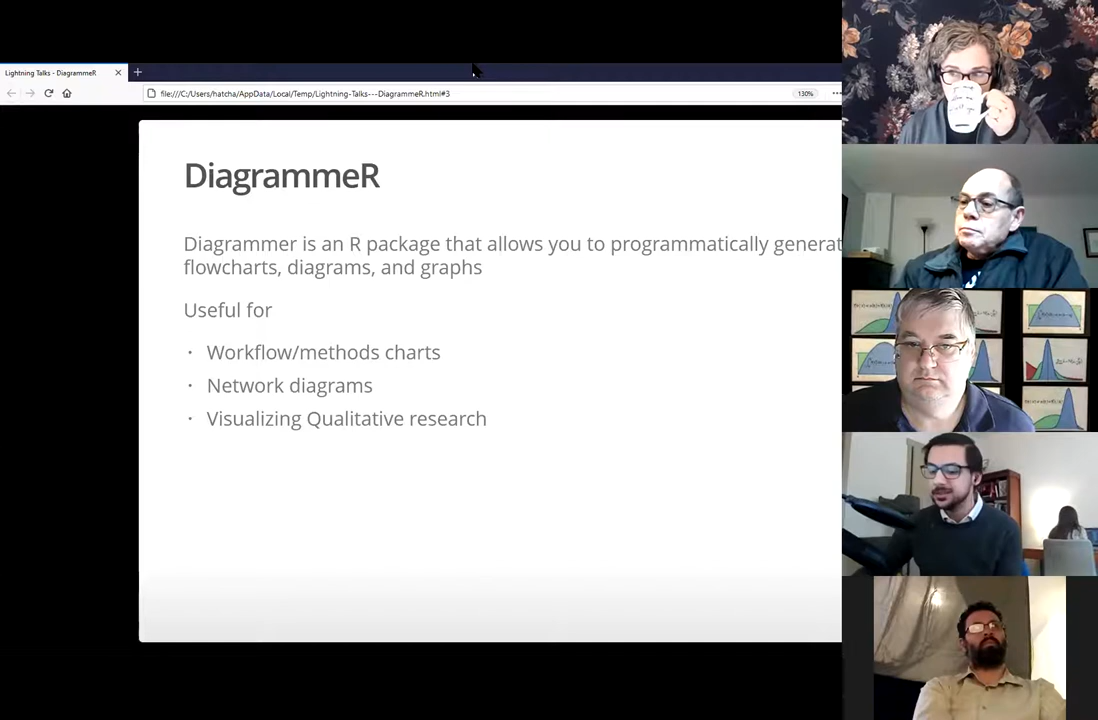 Lightning Talks - DiagrammeR
file:///C:/Users/hatcha/AppData/Local/Temp/Lightning-Talks---DiagrammeR.html#3
130%
DiagrammeR
Diagrammer is an R package that allows you to programmatically generat
flowcharts, diagrams, and graphs
Useful for
· Workflow/methods charts
· Network diagrams
· Visualizing Qualitative research